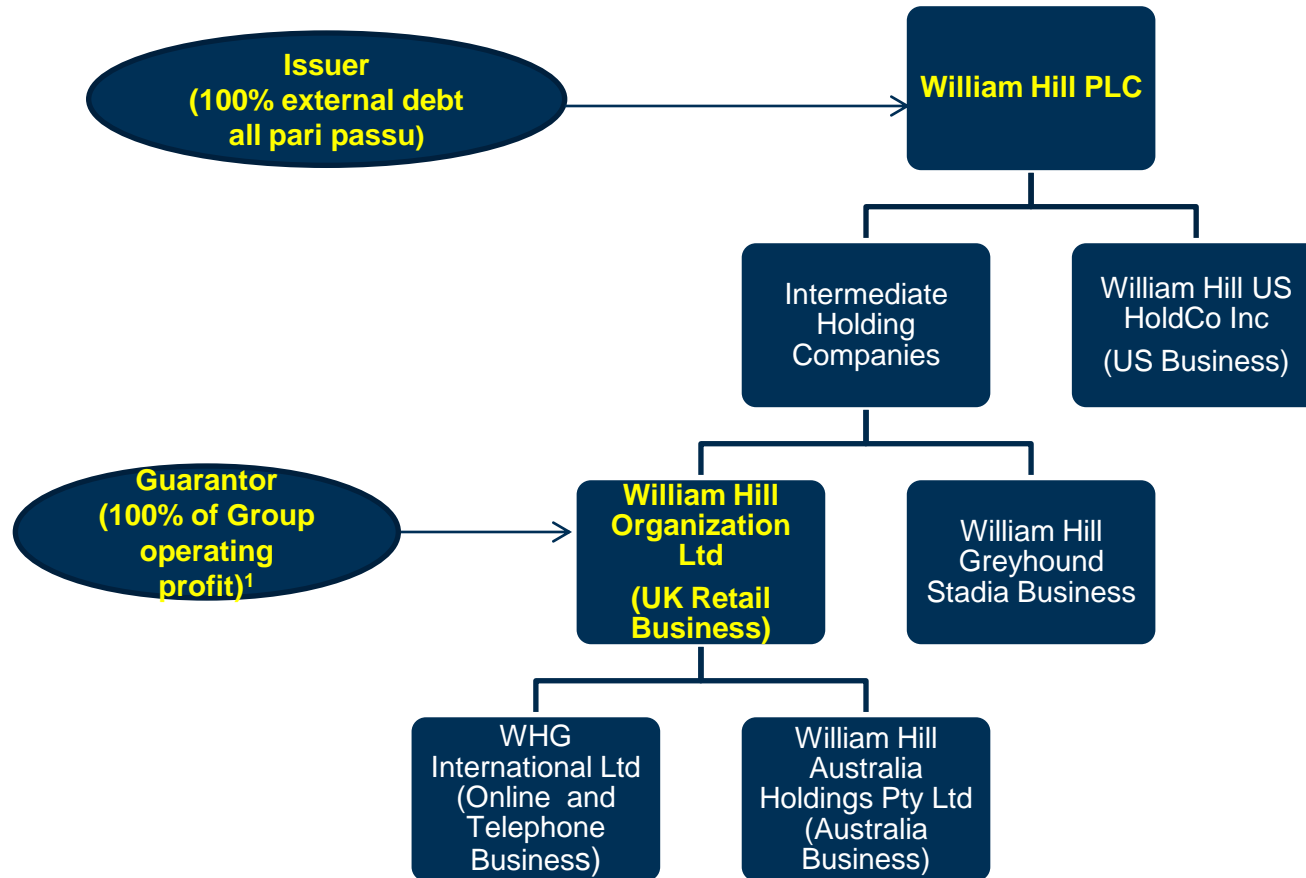 Issuer
(100% external debt
all pari passu)
William Hill PLC
Intermediate
Holding
Companies
William Hill US
HoldCo Inc
(US Business)
Guarantor
(100% of Group
operating
profit)¹
William Hill
Organization
Ltd
(UK Retail
Business)
William Hill
Greyhound
Stadia Business
WHG
International Ltd
(Online and
Telephone
Business)
William Hill
Australia
Holdings Pty Ltd
(Australia
Business)